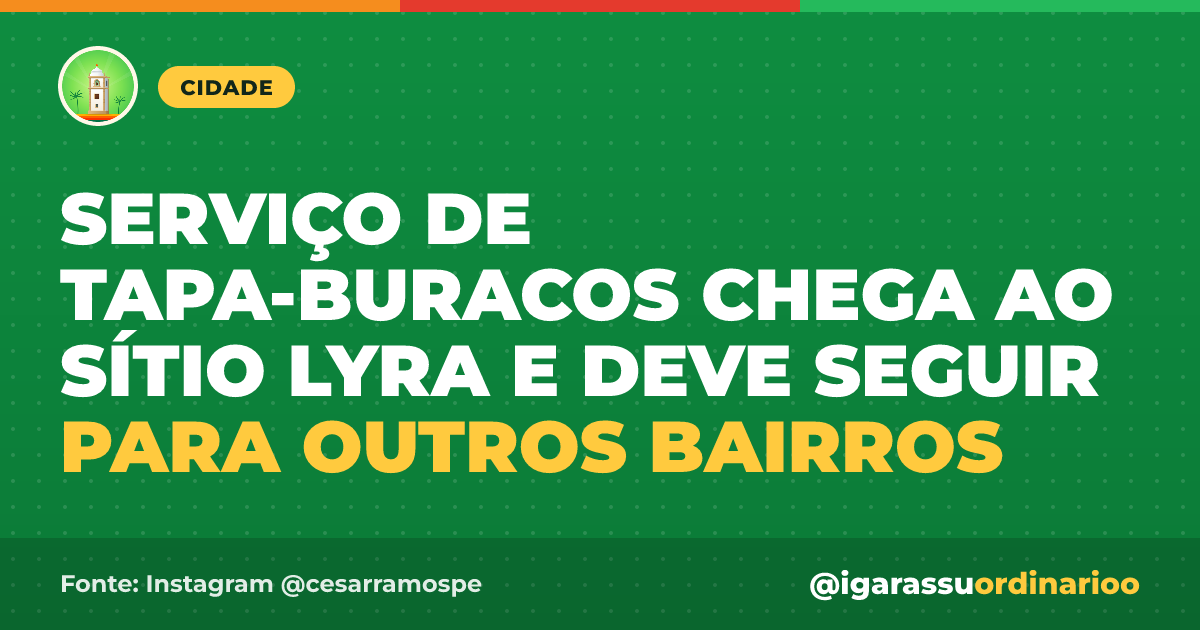 CIDADE
SERVIÇO DE
TAPA-BURACOS CHEGA AO
SÍTIO LYRA E DEVE SEGUIR
PARA OUTROS BAIRROS
Fonte: Instagram @cesarramospe
@igarassuordinarioo